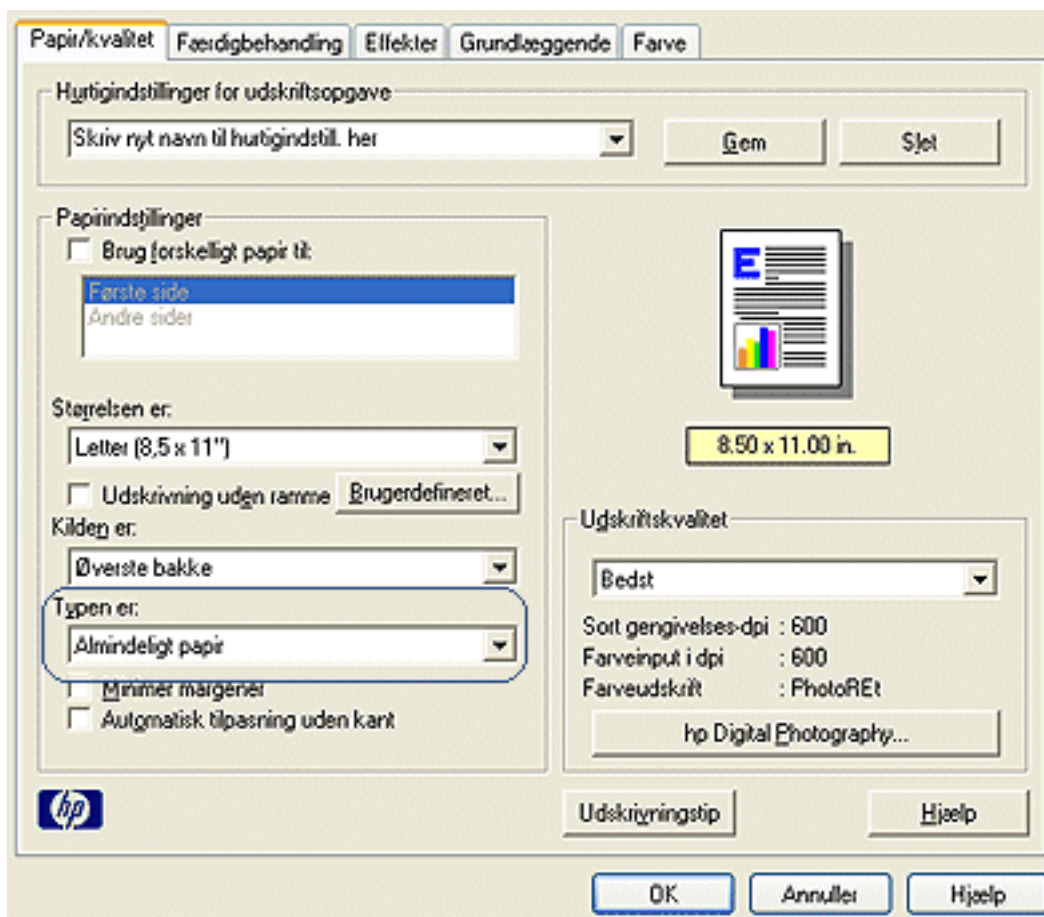 Papir/kvalitet Færdigbehandling Effekter Grundlæggende Farve
Hurtigindstillinger for udskriftsopgave
Skriv nyt navn til hurtigindstill. her Gem Slet
Papirindstillinger
Brug forskelligt papir til:
Første side
Andre sider
E
Størrelsen er:
Letter (8,5 x 11")
8.50 x 11.00 in.
Udskrivning uden ramme Brugerdefineret...
Kilden er:
Øverste bakke
Typen er:
Almindeligt papir
Minimer margener
Automatisk tilpasning uden kant
Udskriftskvalitet
Bedst
Sort gengivelses-dpi : 600
Farveinput i dpi : 600
Farveudskrift : PhotoREt
hp Digital Photography...
hp Udskrivningstip Hjælp
OK Annuller Hjælp